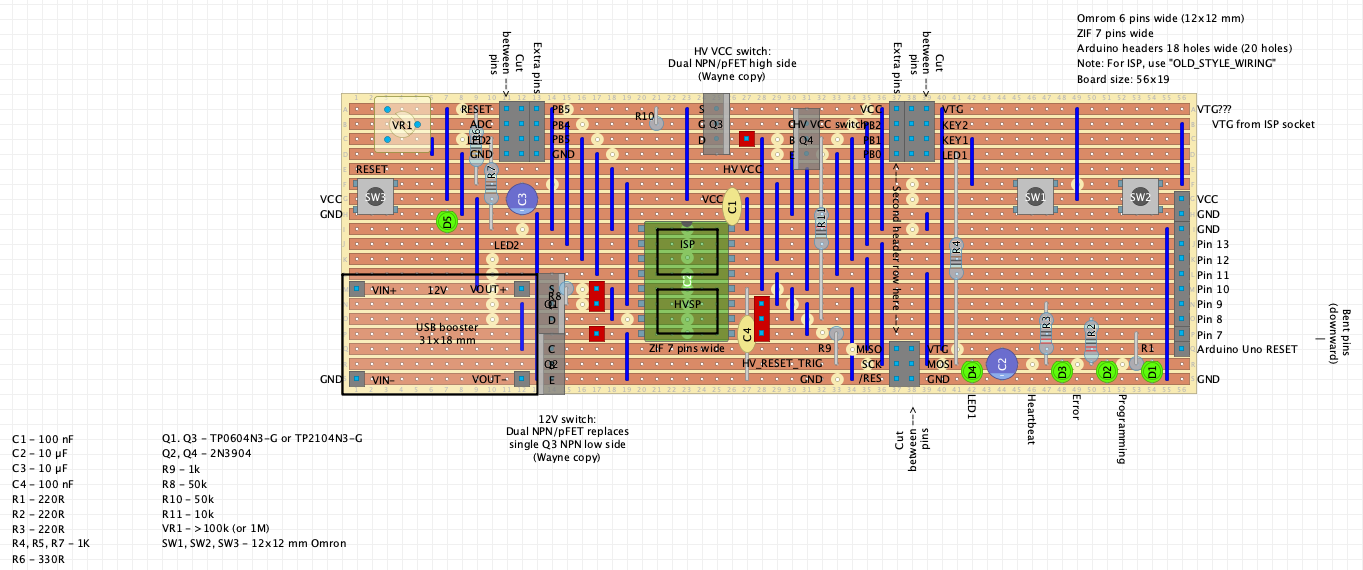 Omrom 6 pins wide (12x12 mm)
ZIF 7 pins wide
Arduino headers 18 holes wide (20 holes)
Note: For ISP, use "OLD_STYLE_WIRING"
Board size: 56x19
HV VCC switch:
Dual NPN/pFET high side
(Wayne copy)
Cut
between -->
pins
Extra pins
Extra pins
Cut
between -->
pins
VR1
RESET
ADC
LED2
GND
PB5
PB4
PB5
GND
R6
R7
R10
S
G
D
Q3
HV VCC switch
B
E
Q4
VCC
PB2
PB1
PB0
VTG
KEY2
KEY1
LED1
VTG???
VTG from ISP socket
RESET
SW3
VCC
GND
D5
C3
LED2
HV VCC
VCC
C1
R11
<--Second header row here -->
R4
SW1
SW2
VCC
GND
GND
Pin 13
Pin 12
Pin 11
Pin 10
Pin 9
Pin 8
Pin 7
Arduino Uno RESET
GND
Bent pins
|
(downward)
ISP
HVSP
ZIF 7 pins wide
C4
VIN+
12V
VOUT+
USB booster
31x18 mm
GND
VIN-
VOUT-
S
Q1
D
R8
C
Q2
E
R9
HV_RESET_TRIG
GND
MISO
SCK
/RES
VTG
MOSI
GND
D4
C2
R3
D3
R2
D2
R1
D1
LED1
Heartbeat
Error
Programming
Cut
between -->
pins
12V switch:
Dual NPN/pFET replaces
single Q3 NPN low side
(Wayne copy)
C1 - 100 nF
C2 - 10 µF
C3 - 10 µF
C4 - 100 nF
R1 - 220R
R2 - 220R
R3 - 220R
R4, R5, R7 - 1K
R6 - 330R
Q1. Q3 - TP0604N3-G or TP2104N3-G
Q2, Q4 - 2N3904
R9 - 1k
R8 - 50k
R10 - 50k
R11 - 10k
VR1 - >100k (or 1M)
SW1, SW2, SW3 - 12x12 mm Omron